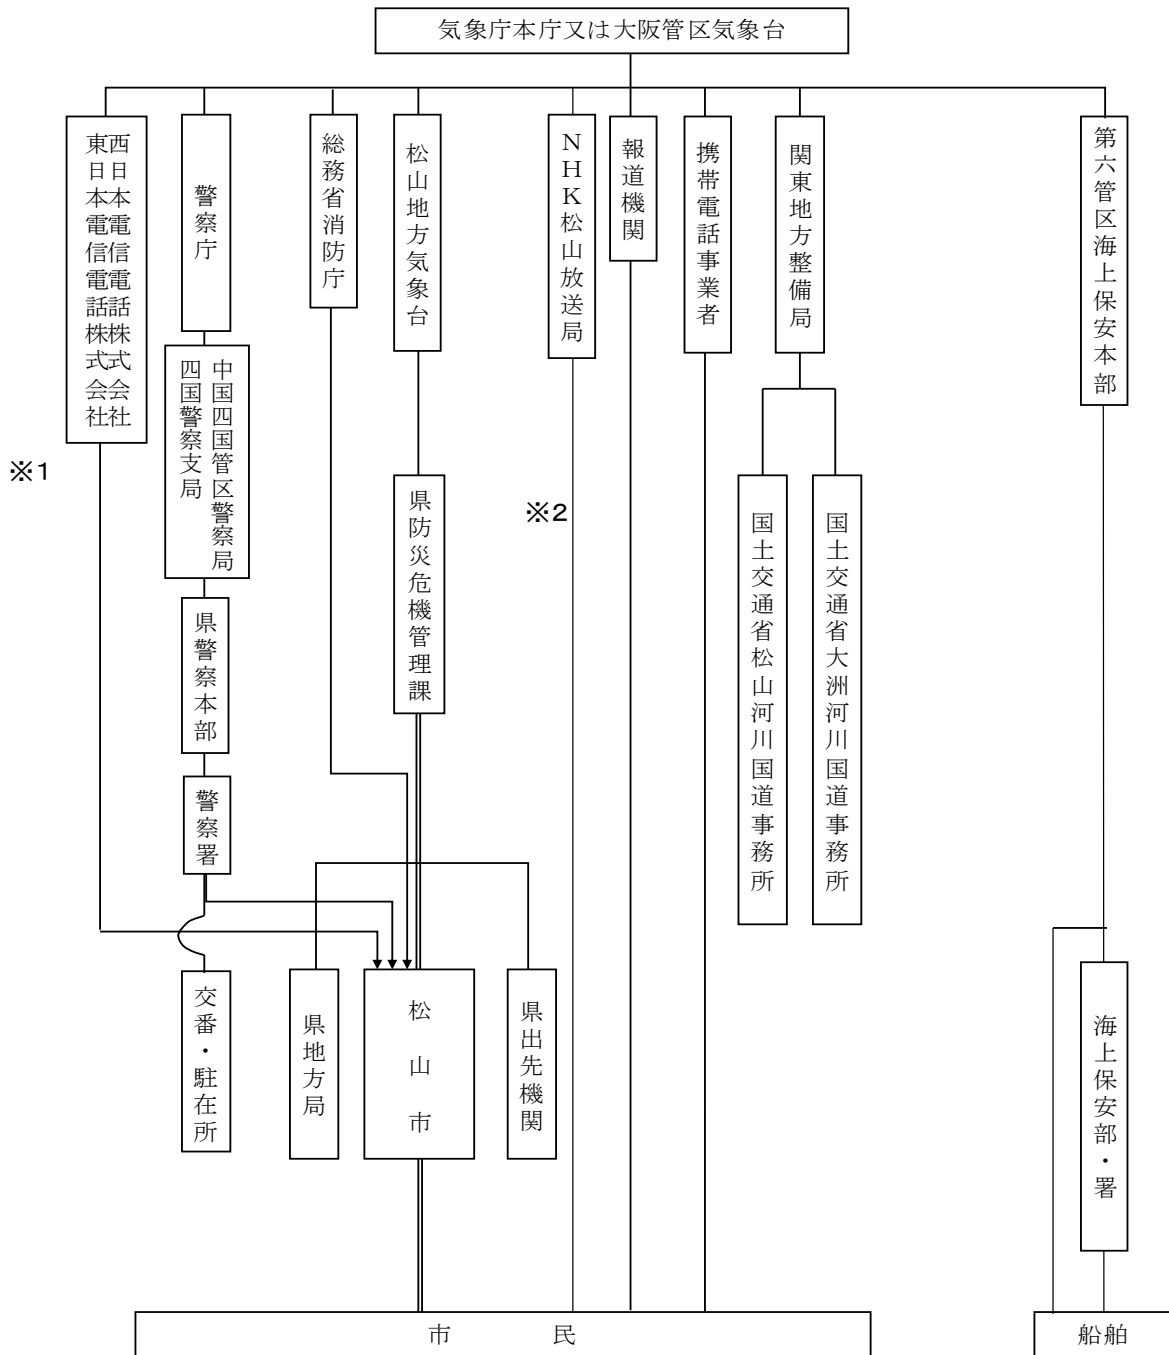 気象庁本庁又は大阪管区気象台
西日本電信電話株式会社
東日本電信電話株式会社
警察庁
総務省消防庁
松山地方気象台
NHK松山放送局
報道機関
携帯電話事業者
関東地方整備局
第六管区海上保安本部
中国四国管区警察局
四国警察支局
※1
県防災危機管理課
※2
国土交通省松山河川国道事務所
国土交通省大洲河川国道事務所
県警察本部
警察署
交番・駐在所
県地方局
松山市
県出先機関
海上保安部・署
市民
船舶